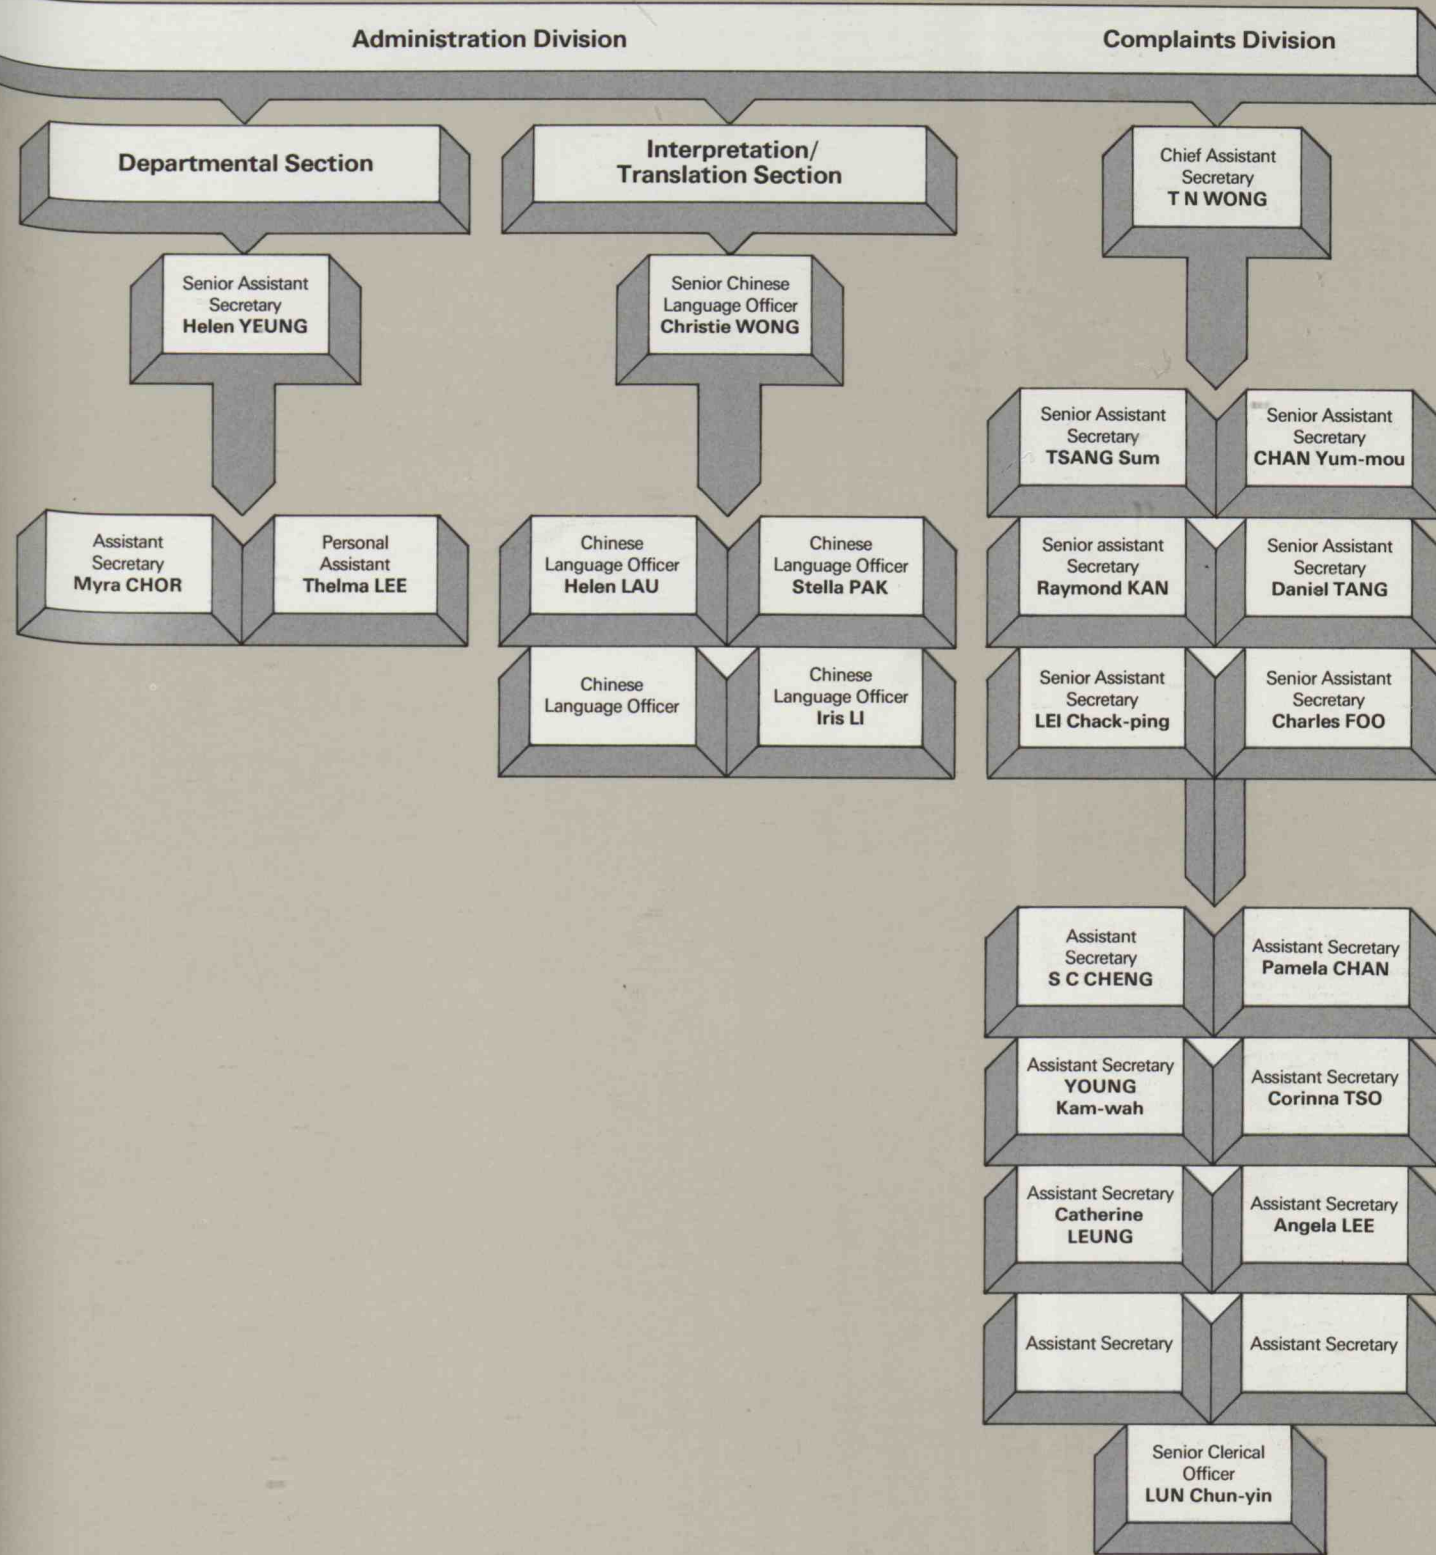 Administration Division
Complaints Division
Departmental Section
Interpretation/
Translation Section
Chief Assistant
Secretary
T N WONG
Senior Assistant
Secretary
Helen YEUNG
Senior Chinese
Language Officer
Christie WONG
Senior Assistant
Secretary
TSANG Sum
Senior Assistant
Secretary
CHAN Yum-mou
Assistant
Secretary
Myra CHOR
Personal
Assistant
Thelma LEE
Chinese
Language Officer
Helen LAU
Chinese
Language Officer
Stella PAK
Senior assistant
Secretary
Raymond KAN
Senior Assistant
Secretary
Daniel TANG
Chinese
Language Officer
Chinese
Language Officer
Iris LI
Senior Assistant
Secretary
LEI Chack-ping
Senior Assistant
Secretary
Charles FOO
Assistant
Secretary
S C CHENG
Assistant Secretary
Pamela CHAN
Assistant Secretary
YOUNG
Kam-wah
Assistant Secretary
Corinna TSO
Assistant Secretary
Catherine
LEUNG
Assistant Secretary
Angela LEE
Assistant Secretary
Assistant Secretary
Senior Clerical
Officer
LUN Chun-yin